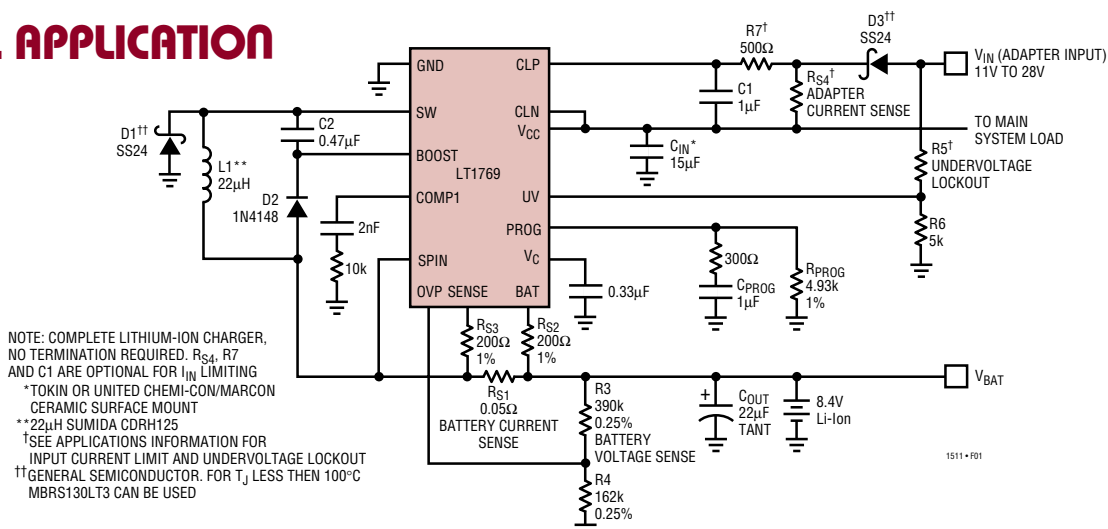 APPLICATION
GND
SW
BOOST
COMP1
SPIN
OVP SENSE
LT1769
CLP
CLN
VCC
UV
PROG
VC
BAT
D1††
SS24
L1**
22µH
C2
0.47µF
D2
1N4148
2nF
10k
R7†
500Ω
C1
1µF
RS4†
ADAPTER
CURRENT SENSE
D3††
SS24
VIN (ADAPTER INPUT)
11V TO 28V
TO MAIN
SYSTEM LOAD
CIN*
15µF
R5†
UNDERVOLTAGE
LOCKOUT
R6
5k
300Ω
CPROG
1µF
RPROG
4.93k
1%
0.33µF
RS3
200Ω
1%
RS2
200Ω
1%
RS1
0.05Ω
BATTERY CURRENT
SENSE
R3
390k
0.25%
BATTERY
VOLTAGE SENSE
R4
162k
0.25%
+
COUT
22µF
TANT
8.4V
Li-Ion
VBAT
NOTE: COMPLETE LITHIUM-ION CHARGER,
NO TERMINATION REQUIRED. RS4, R7
AND C1 ARE OPTIONAL FOR IIN LIMITING
*TOKIN OR UNITED CHEMI-CON/MARCON
CERAMIC SURFACE MOUNT
**22µH SUMIDA CDRH125
†SEE APPLICATIONS INFORMATION FOR
INPUT CURRENT LIMIT AND UNDERVOLTAGE LOCKOUT
††GENERAL SEMICONDUCTOR. FOR TJ LESS THEN 100°C
MBRS130LT3 CAN BE USED
1511 • F01